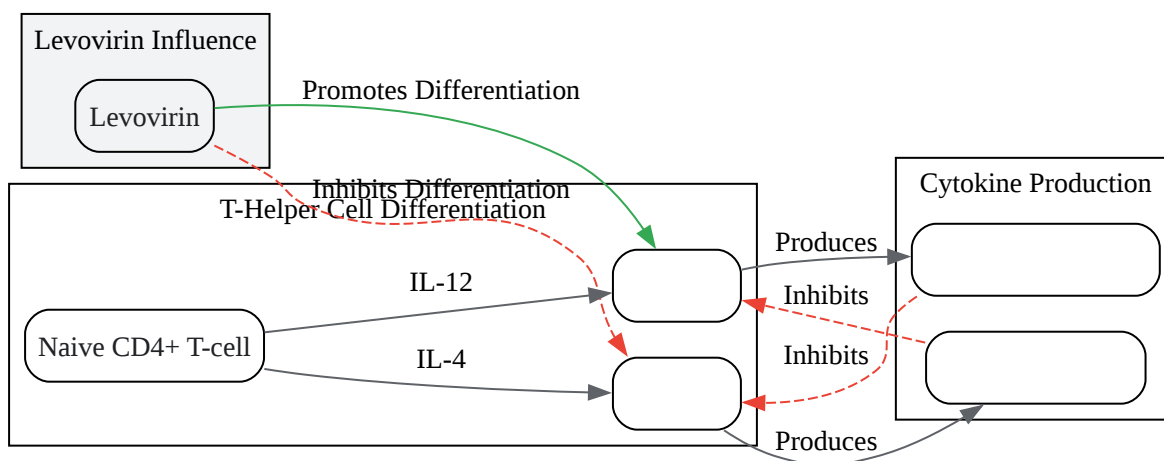 Levovirin Influence
Levovirin
Promotes Differentiation
Inhibits Differentiation
T-Helper Cell Differentiation
Naive CD4+ T-cell
IL-12
IL-4
Produces
Inhibits
Inhibits
Produces
Cytokine Production